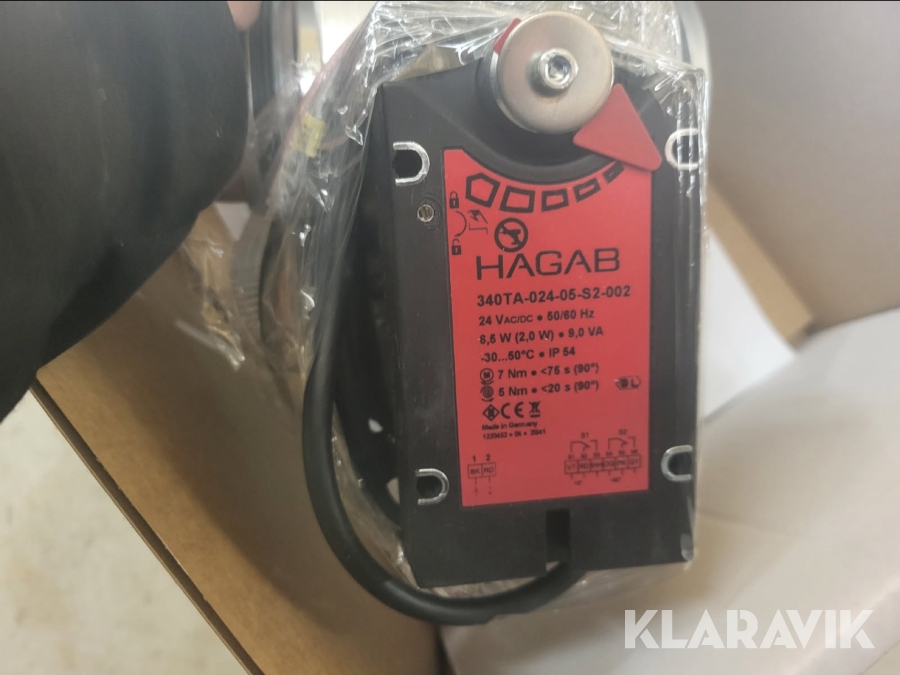 HAGAB
340TA-024-05-S2-002
24 VAC/DC • 50/60 Hz
8,5 W (2,0 W) • 9,0 VA
-30...50°C • IP 54
7 Nm • <75 s (90°)
5 Nm • <20 s (90°)
CE
Made in Germany
S1 S2
1 2
BK RD
KLARAVIK